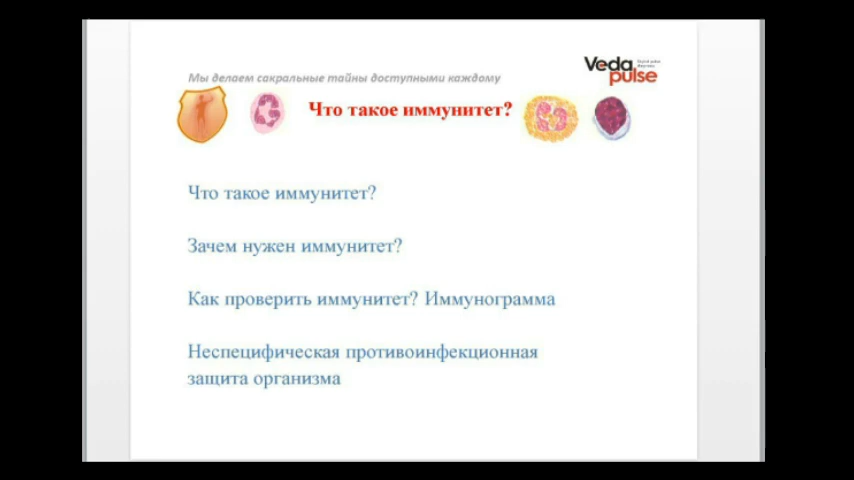 Мы делаем сакральные тайны доступными каждому
Veda
pulse
Что такое иммунитет?
Что такое иммунитет?
Зачем нужен иммунитет?
Как проверить иммунитет? Иммунограмма
Неспецифическая противоинфекционная
защита организма